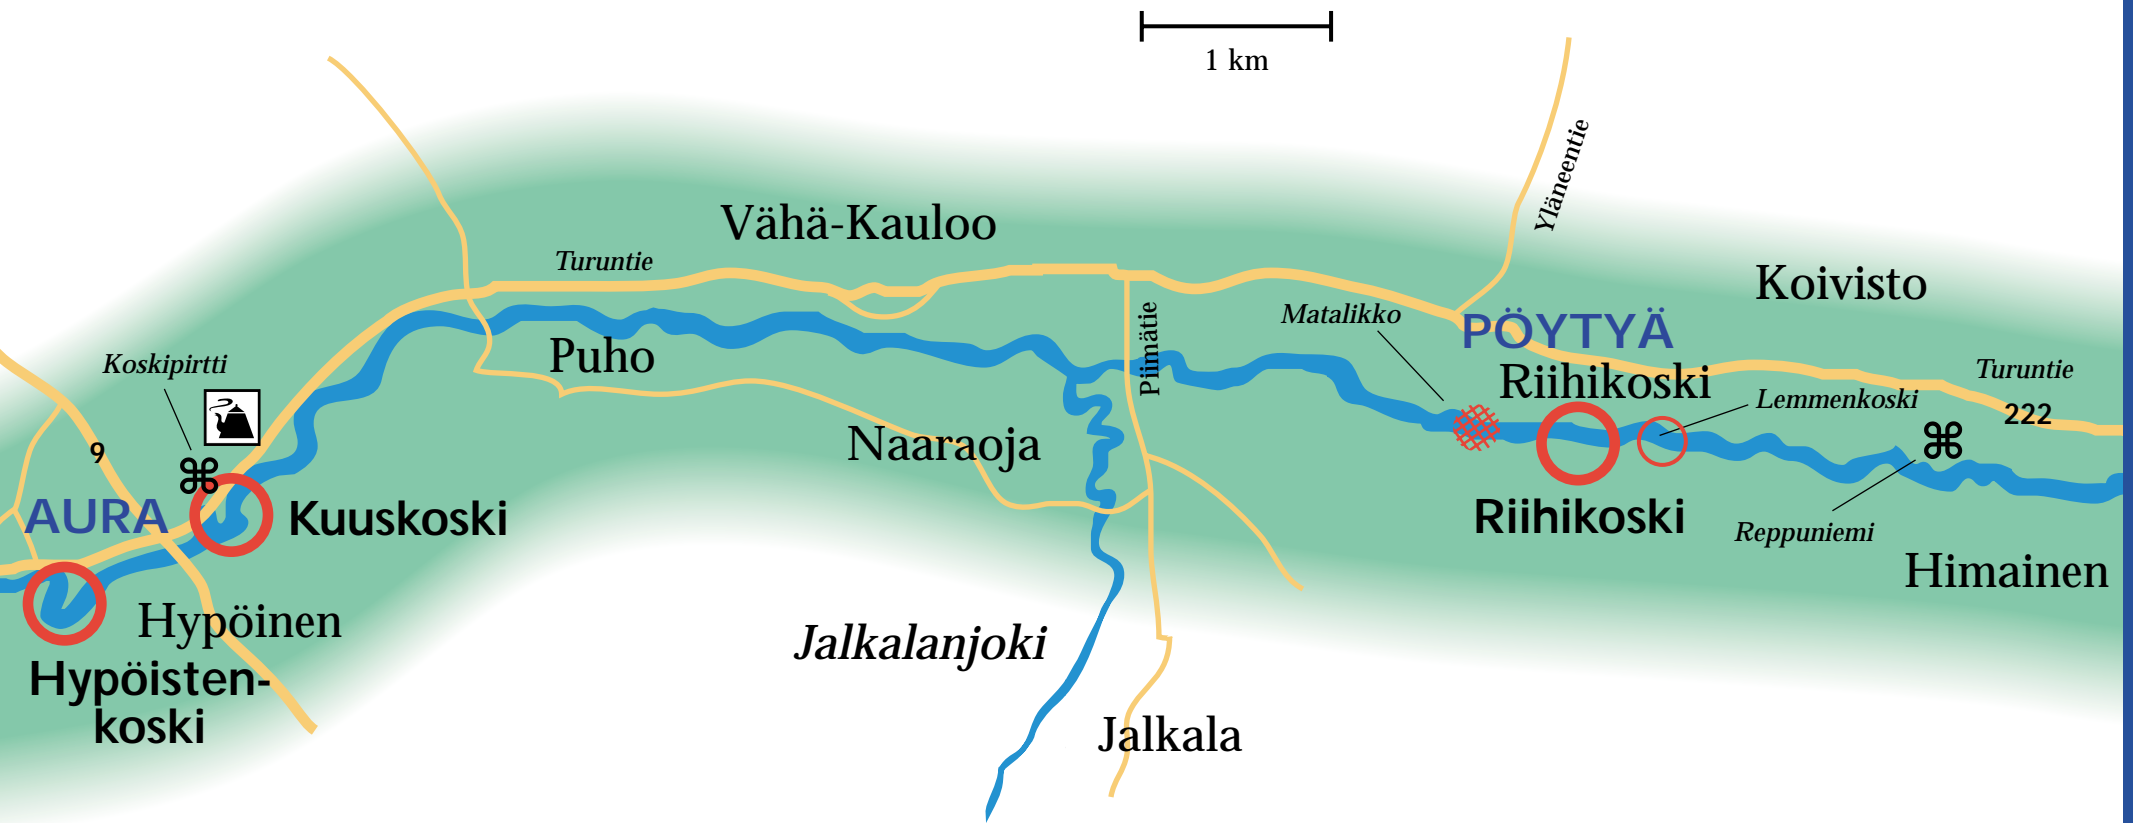 1 km
Yläneentie
Vähä-Kauloo
Turuntie
Koivisto
Matalikko
Piimätie
PÖYTYÄ
Riihikoski
Koskipirtti
Puho
Turuntie
Lemmenkoski
222
9
Naaraoja
AURA
Kuuskoski
Riihikoski
Reppuniemi
Himainen
Hypöinen
Jalkalanjoki
Hypöisten-
koski
Jalkala